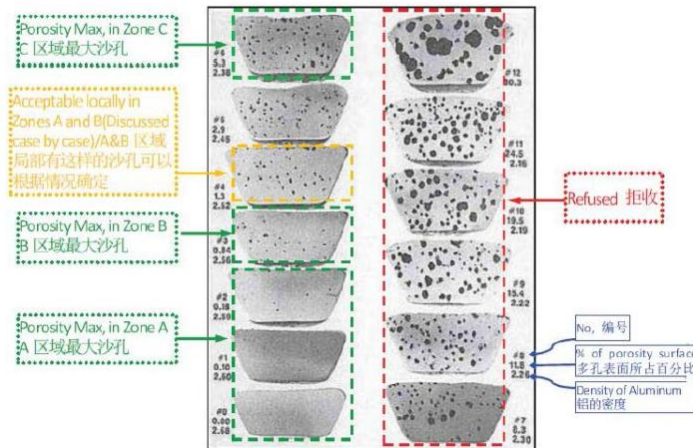 Porosity Max, in Zone C
C 区域最大沙孔
Acceptable locally in
Zones A and B(Discussed
case by case)/A&B 区域
局部有这样的沙孔可以
根据情况确定
Porosity Max, in Zone B
B 区域最大沙孔
Porosity Max, in Zone A
A 区域最大沙孔
#6
5.3
2.38
#5
2.9
2.45
#4
1.3
2.52
#3
0.54
2.56
#2
0.15
2.59
#1
0.11
2.60
#0
0.00
2.68
#12
30.3
#11
24.5
2.16
#10
19.5
2.19
#9
15.4
2.22
#8
11.8
2.26
#7
8.3
2.30
Refused 拒收
No, 编号
% of porosity surface
多孔表面所占百分比
Density of Aluminum
铝的密度